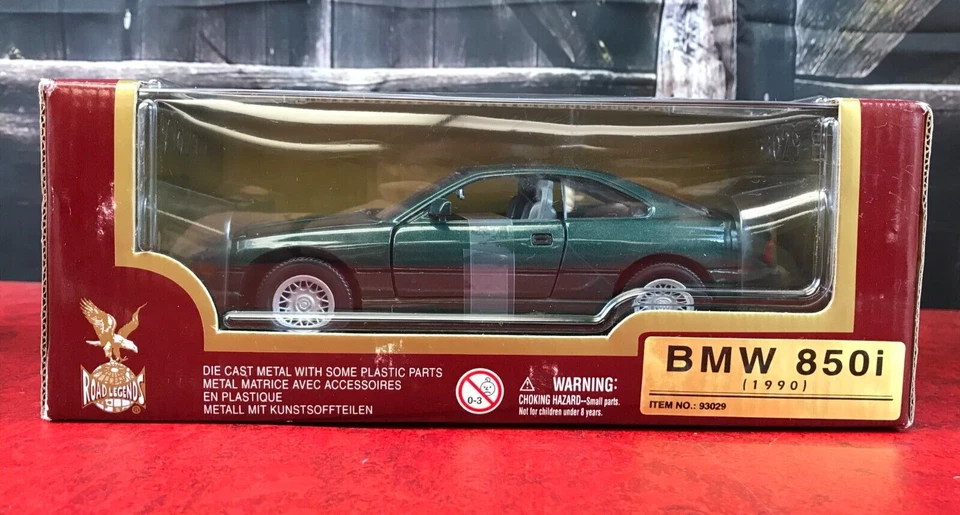 ROAD LEGENDS
®
DIE CAST METAL WITH SOME PLASTIC PARTS
METAL MATRICE AVEC ACCESSOIRES
EN PLASTIQUE
METALL MIT KUNSTSOFFTEILEN
0-3
WARNING:
CHOKING HAZARD—Small parts.
Not for children under 8 years.
BMW 850i
(1990)
ITEM NO.: 93029